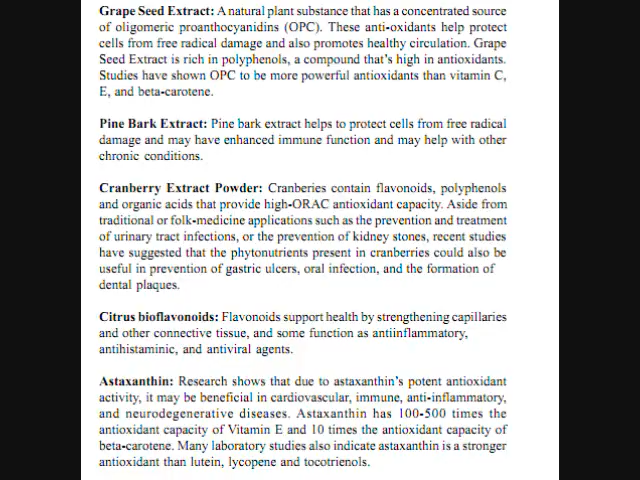 Grape Seed Extract: A natural plant substance that has a concentrated source
of oligomeric proanthocyanidins (OPC). These anti-oxidants help protect
cells from free radical damage and also promotes healthy circulation. Grape
Seed Extract is rich in polyphenols, a compound that's high in antioxidants.
Studies have shown OPC to be more powerful antioxidants than vitamin C,
E, and beta-carotene.
Pine Bark Extract: Pine bark extract helps to protect cells from free radical
damage and may have enhanced immune function and may help with other
chronic conditions.
Cranberry Extract Powder: Cranberies contain flavonoids, polyphenols
and organic acids that provide high-ORAC antioxidant capacity. Aside from
traditional or folk-medicine applications such as the prevention and treatment
of urinary tract infections, or the prevention of kidney stones, recent studies
have suggested that the phytonutrients present in cranberries could also be
useful in prevention of gastric ulcers, oral infection, and the formation of
dental plaques.
Citrus bioflavonoids: Flavonoids support health by strengthening capillaries
and other connective tissue, and some function as antiinflammatory,
antihistaminic, and antiviral agents.
Astaxanthin: Research shows that due to astaxanthin's potent antioxidant
activity, it may be beneficial in cardiovascular, immune, anti-inflammatory,
and neurodegenerative diseases. Astaxanthin has 100-500 times the
antioxidant capacity of Vitamin E and 10 times the antioxidant capacity of
beta-carotene. Many laboratory studies also indicate astaxanthin is a stronger
antioxidant than lutein, lycopene and tocotrienols.